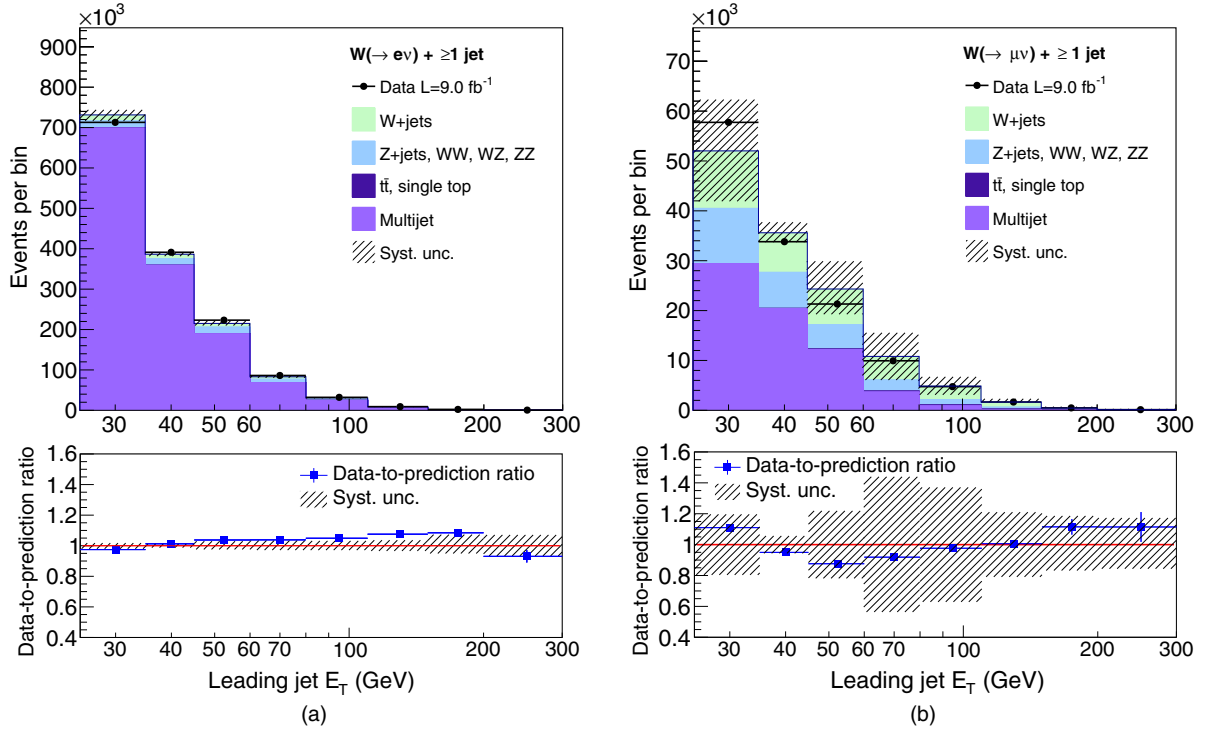 ×10³
Events per bin
900
800
700
600
500
400
300
200
100
0
W(→ eν) + ≥1 jet
Data L=9.0 fb⁻¹
W+jets
Z+jets, WW, WZ, ZZ
tt̄, single top
Multijet
Syst. unc.
30 40 50 60 70 100 200 300
Data-to-prediction ratio
1.6
1.4
1.2
1
0.8
0.6
0.4
Data-to-prediction ratio
Syst. unc.
30 40 50 60 70 100 200 300
Leading jet E_T (GeV)
(a)
×10³
Events per bin
70
60
50
40
30
20
10
0
W(→ μν) + ≥ 1 jet
Data L=9.0 fb⁻¹
W+jets
Z+jets, WW, WZ, ZZ
tt̄, single top
Multijet
Syst. unc.
30 40 50 60 70 100 200 300
Data-to-prediction ratio
1.6
1.4
1.2
1
0.8
0.6
0.4
Data-to-prediction ratio
Syst. unc.
30 40 50 60 70 100 200 300
Leading jet E_T (GeV)
(b)